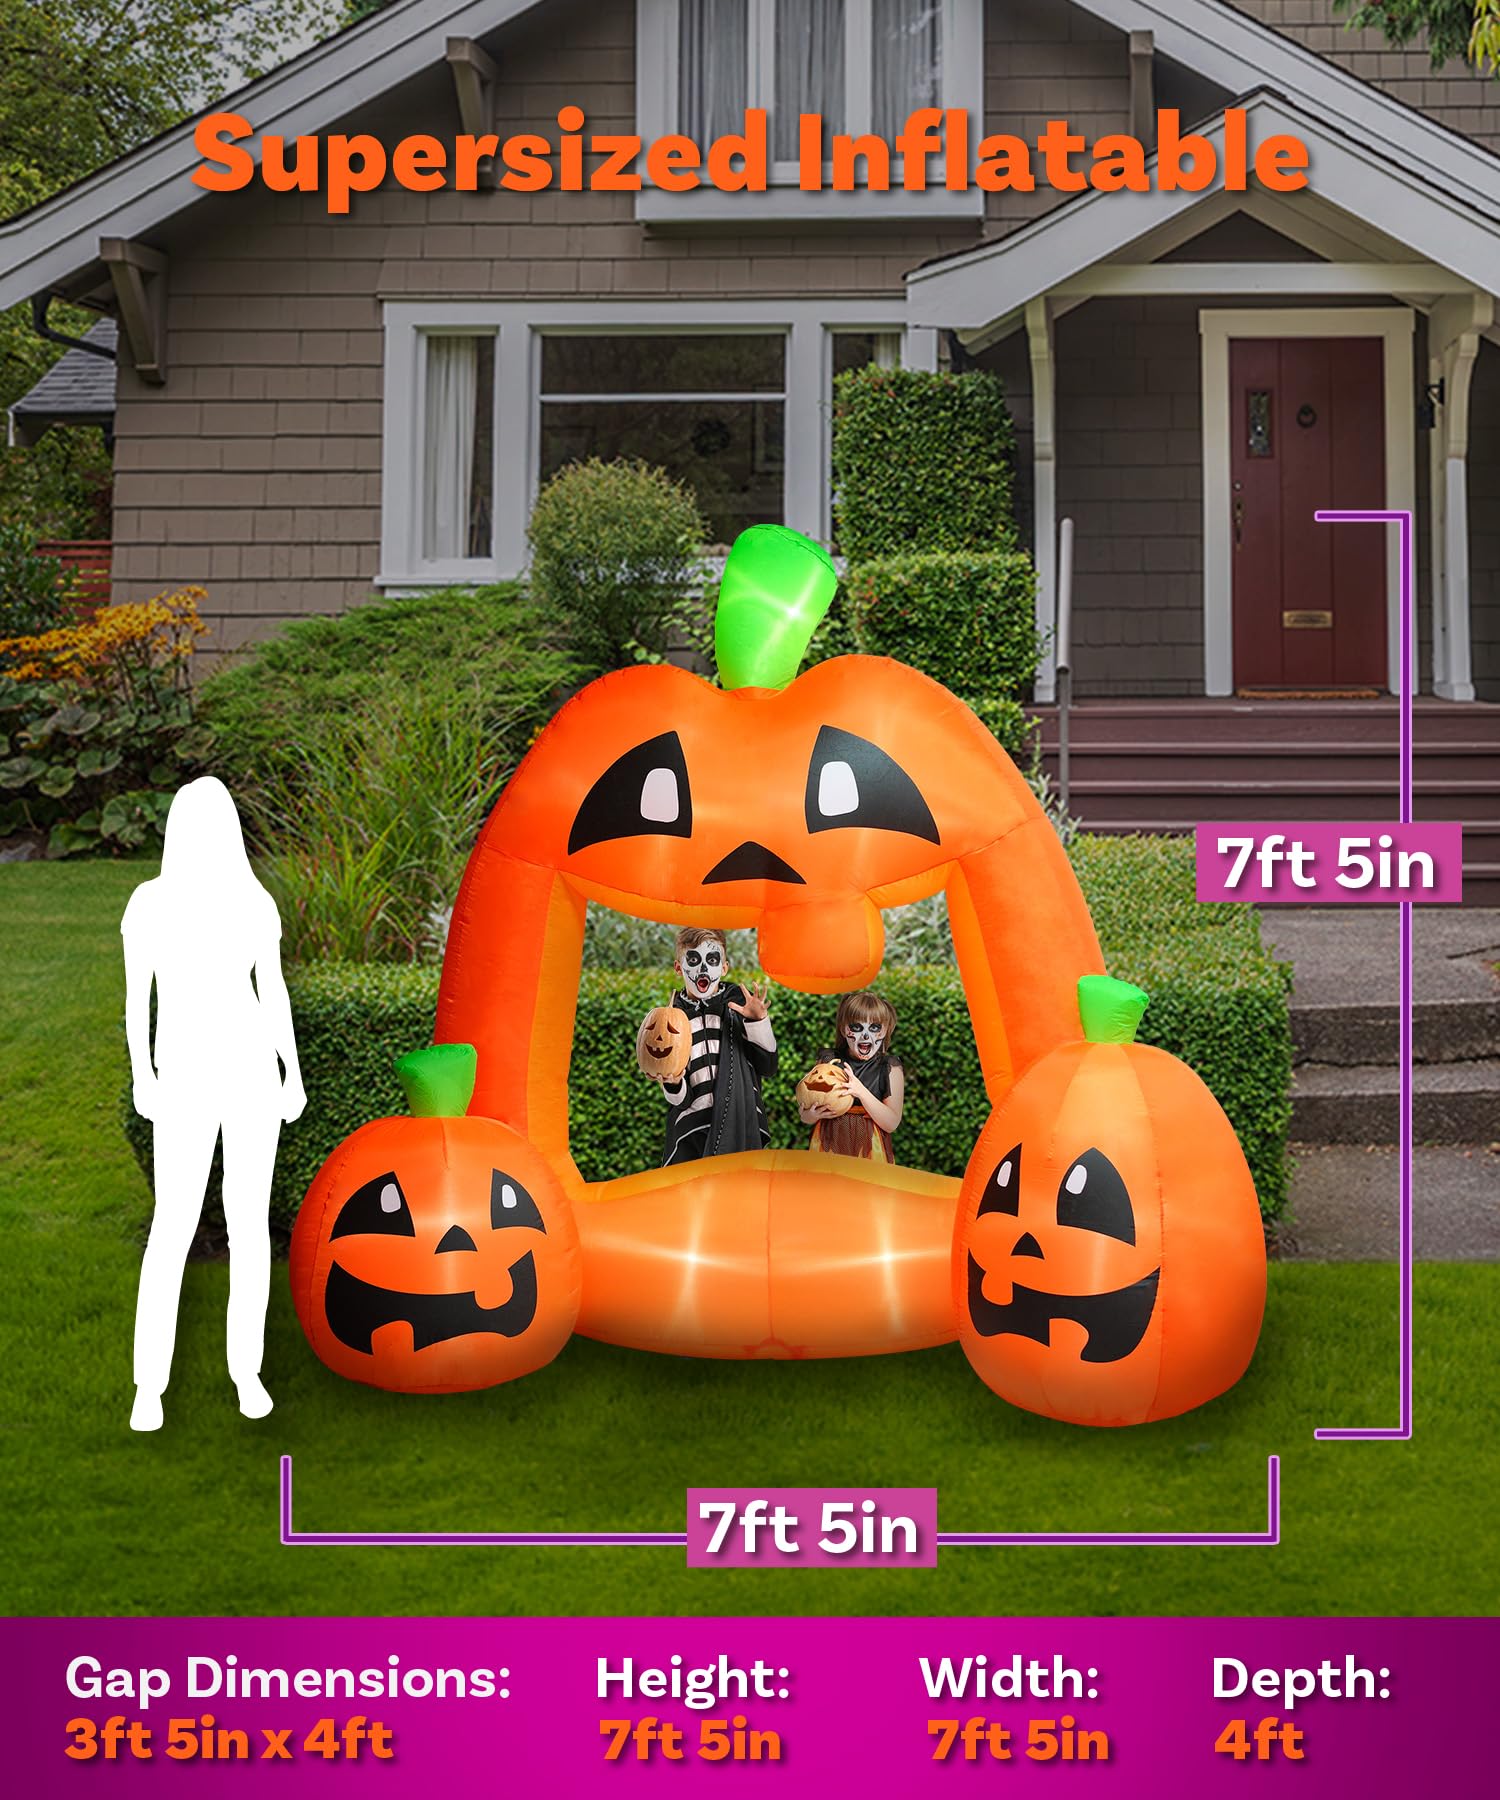 Supersized Inflatable
7ft 5in
7ft 5in
Gap Dimensions:
3ft 5in x 4ft
Height:
7ft 5in
Width:
7ft 5in
Depth:
4ft